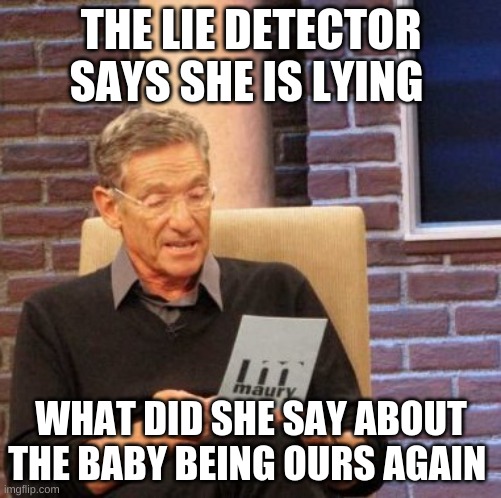 THE LIE DETECTOR
SAYS SHE IS LYING
maury
WHAT DID SHE SAY ABOUT
THE BABY BEING OURS AGAIN
imgflip.com